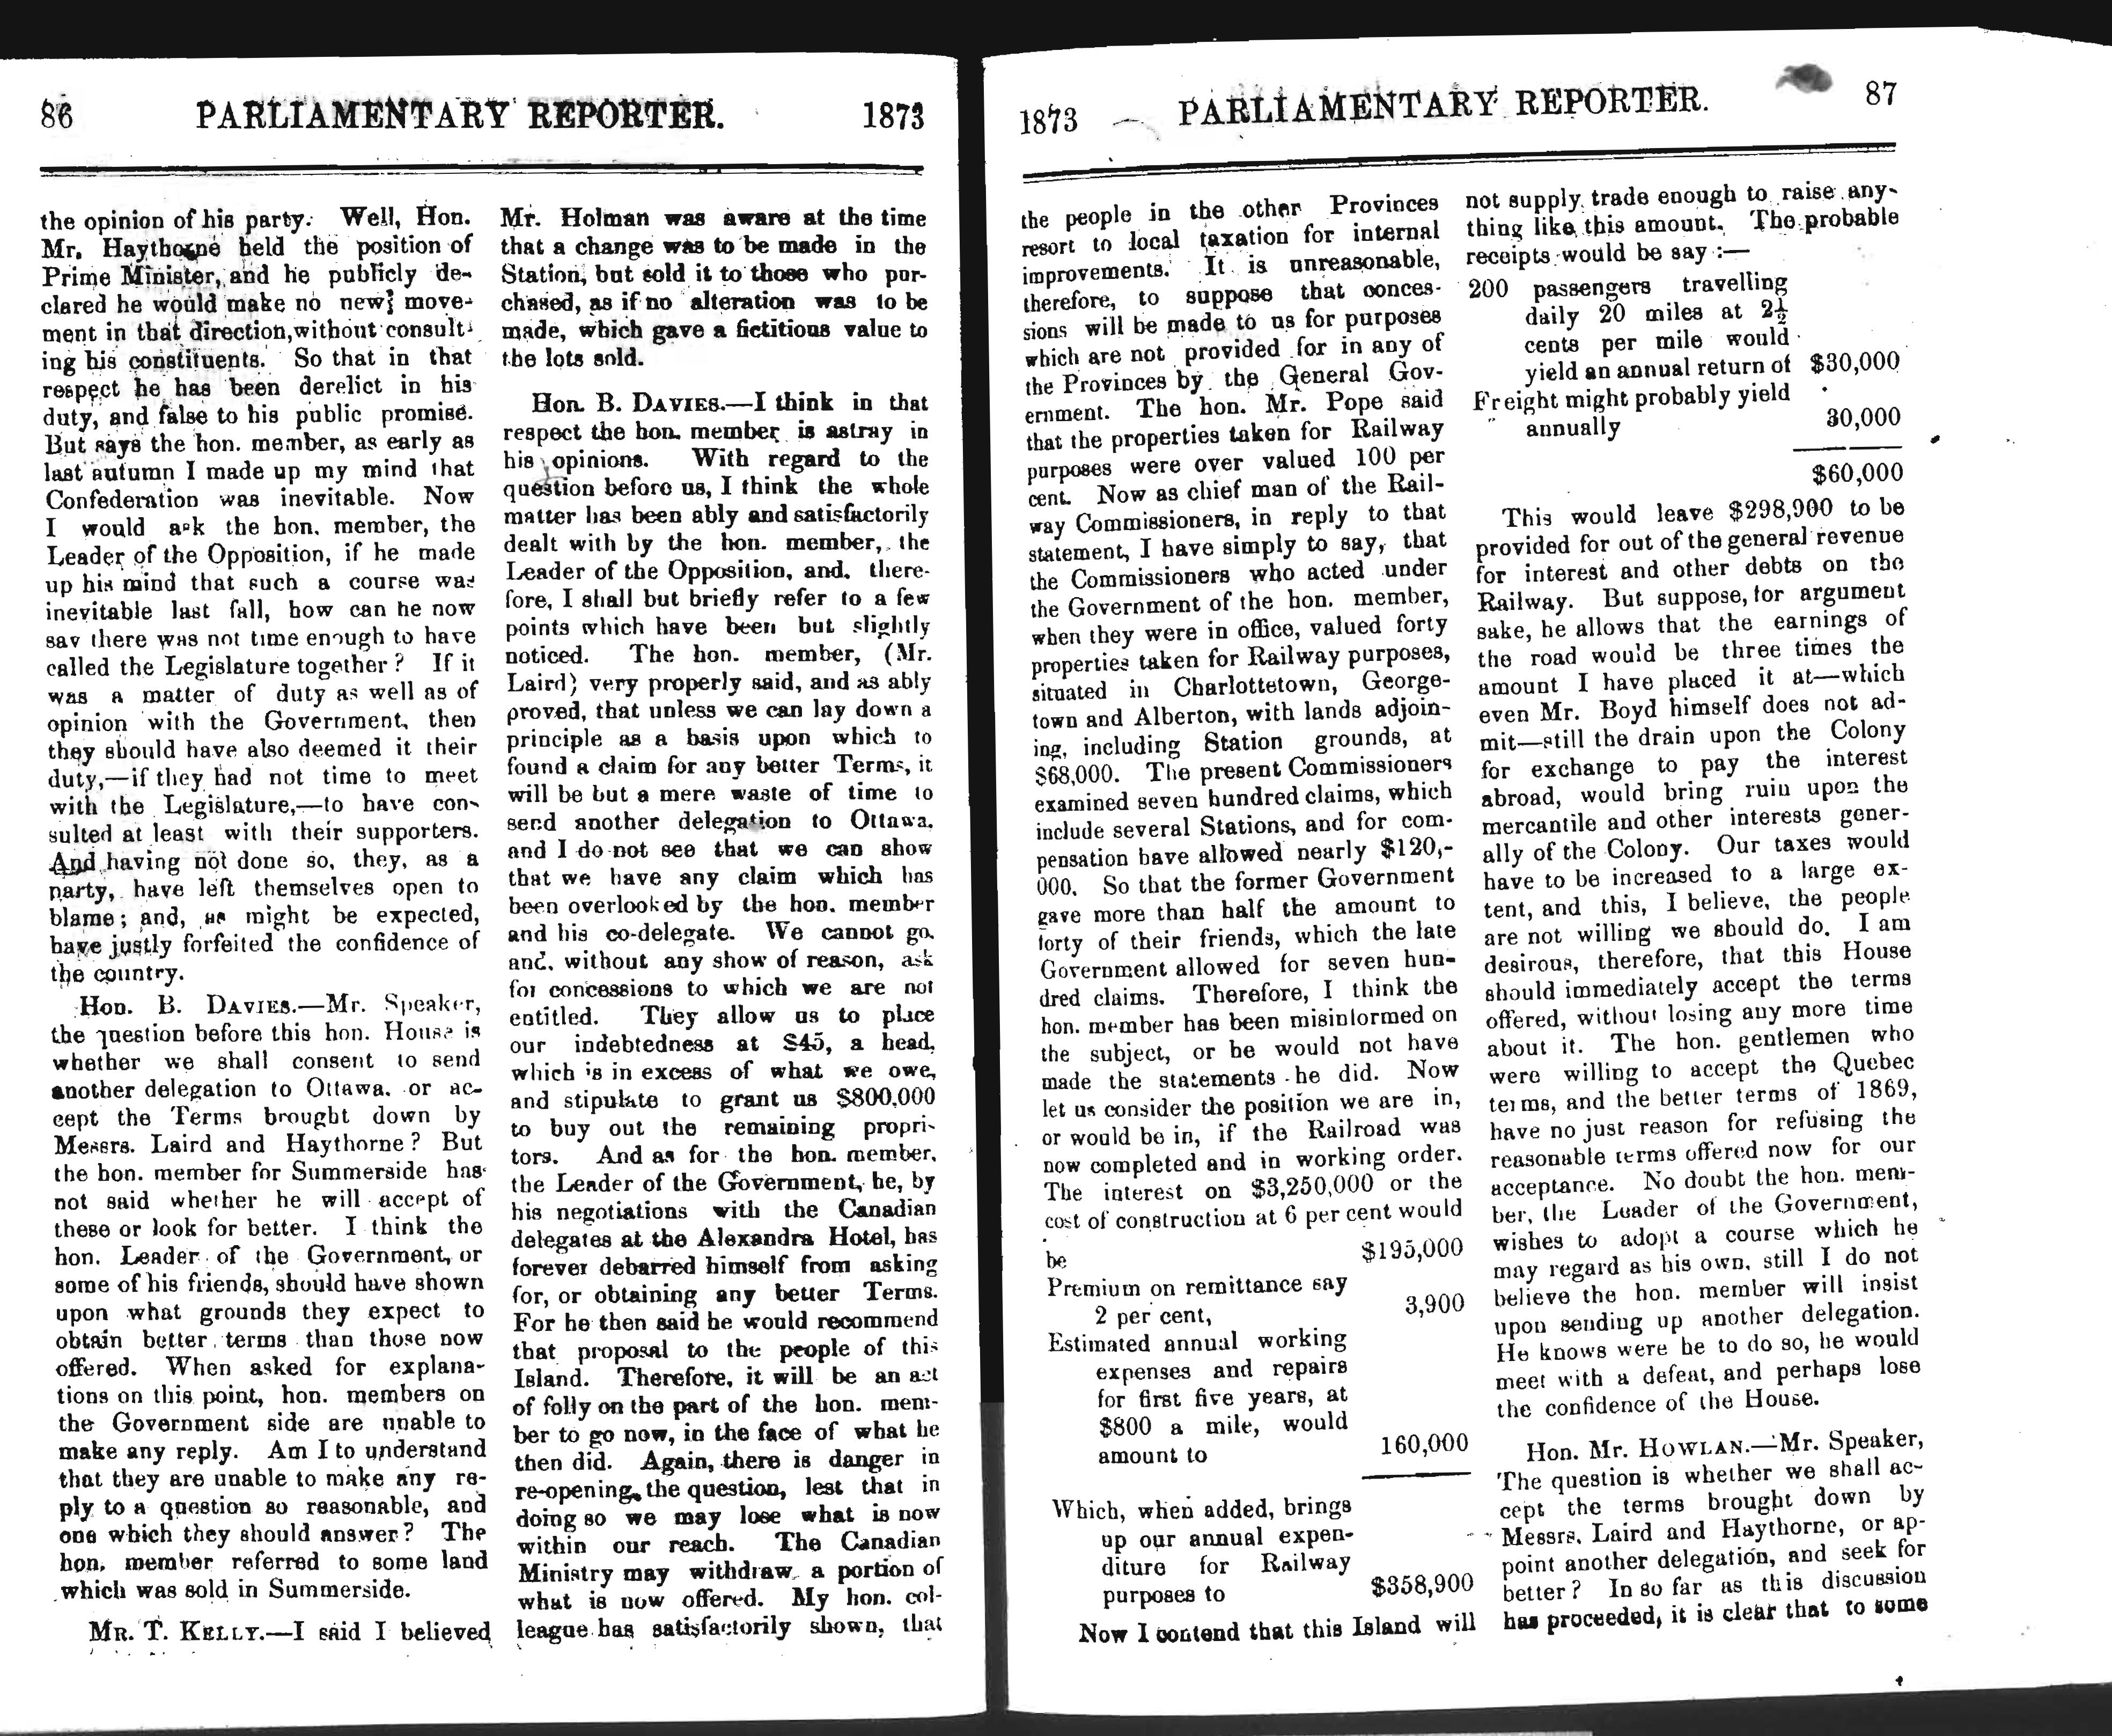 86 PARLIAMENTARY REPORTER. 1873
the opinion of his party. Well, Hon.
Mr. Haythorne held the position of
Prime Minister, and he publicly de-
clared he would make no new move-
ment in that direction, without consult-
ing his constituents. So that in that
respect he has been derelict in his
duty, and false to his public promise.
But says the hon. member, as early as
last autumn I made up my mind that
Confederation was inevitable. Now
I would ask the hon. member, the
Leader of the Opposition, if he made
up his mind that such a course was
inevitable last fall, how can he now
say there was not time enough to have
called the Legislature together? If it
was a matter of duty as well as of
opinion with the Government, then
they should have also deemed it their
duty,—if they had not time to meet
with the Legislature,—to have con-
sulted at least with their supporters.
And having not done so, they, as a
party, have left themselves open to
blame; and, as might be expected,
have justly forfeited the confidence of
the country.
Hon. B. DAVIES.—Mr. Speaker,
the question before this hon. House is
whether we shall consent to send
another delegation to Ottawa, or ac-
cept the Terms brought down by
Messrs. Laird and Haythorne? But
the hon. member for Summerside has
not said whether he will accept of
these or look for better. I think the
hon. Leader of the Government, or
some of his friends, should have shown
upon what grounds they expect to
obtain better terms than those now
offered. When asked for explana-
tions on this point, hon. members on
the Government side are unable to
make any reply. Am I to understand
that they are unable to make any re-
ply to a question so reasonable, and
one which they should answer? The
hon. member referred to some land
which was sold in Summerside.
MR. T. KELLY.—I said I believed
Mr. Holman was aware at the time
that a change was to be made in the
Station, but sold it to those who pur-
chased, as if no alteration was to be
made, which gave a fictitious value to
the lots sold.
Hon. B. DAVIES.—I think in that
respect the hon. member is astray in
his opinions. With regard to the
question before us, I think the whole
matter has been ably and satisfactorily
dealt with by the hon. member, the
Leader of the Opposition, and, there-
fore, I shall but briefly refer to a few
points which have been but slightly
noticed. The hon. member, (Mr.
Laird) very properly said, and as ably
proved, that unless we can lay down a
principle as a basis upon which to
found a claim for any better Terms, it
will be but a mere waste of time to
send another delegation to Ottawa,
and I do not see that we can show
that we have any claim which has
been overlooked by the hon. member
and his co-delegate. We cannot go,
and, without any show of reason, ask
for concessions to which we are not
entitled. They allow us to place
our indebtedness at $45, a head,
which is in excess of what we owe,
and stipulate to grant us $800,000
to buy out the remaining propri-
tors. And as for the hon. member,
the Leader of the Government, he, by
his negotiations with the Canadian
delegates at the Alexandra Hotel, has
forever debarred himself from asking
for, or obtaining any better Terms.
For he then said he would recommend
that proposal to the people of this
Island. Therefore, it will be an act
of folly on the part of the hon. mem-
ber to go now, in the face of what he
then did. Again, there is danger in
re-opening the question, lest that in
doing so we may lose what is now
within our reach. The Canadian
Ministry may withdraw a portion of
what is now offered. My hon. col-
league has satisfactorily shown, that
1873 PARLIAMENTARY REPORTER. 87
the people in the other Provinces
resort to local taxation for internal
improvements. It is unreasonable,
therefore, to suppose that conces-
sions will be made to us for purposes
which are not provided for in any of
the Provinces by the General Gov-
ernment. The hon. Mr. Pope said
that the properties taken for Railway
purposes were over valued 100 per
cent. Now as chief man of the Rail-
way Commissioners, in reply to that
statement, I have simply to say, that
the Commissioners who acted under
the Government of the hon. member,
when they were in office, valued forty
properties taken for Railway purposes,
situated in Charlottetown, George-
town and Alberton, with lands adjoin-
ing, including Station grounds, at
$68,000. The present Commissioners
examined seven hundred claims, which
include several Stations, and for com-
pensation have allowed nearly $120,-
000. So that the former Government
gave more than half the amount to
forty of their friends, which the late
Government allowed for seven hun-
dred claims. Therefore, I think the
hon. member has been misinformed on
the subject, or he would not have
made the statements he did. Now
let us consider the position we are in,
or would be in, if the Railroad was
now completed and in working order.
The interest on $3,250,000 or the
cost of construction at 6 per cent would
be $195,000
Premium on remittance say
2 per cent, 3,900
Estimated annual working
expenses and repairs
for first five years, at
$800 a mile, would
amount to 160,000
Which, when added, brings
up our annual expen-
diture for Railway
purposes to $358,900
Now I contend that this Island will
not supply trade enough to raise any-
thing like this amount. The probable
receipts would be say :—
200 passengers travelling
daily 20 miles at 2½
cents per mile would
yield an annual return of $30,000
Freight might probably yield
annually 30,000
$60,000
This would leave $298,900 to be
provided for out of the general revenue
for interest and other debts on the
Railway. But suppose, for argument
sake, he allows that the earnings of
the road would be three times the
amount I have placed it at—which
even Mr. Boyd himself does not ad-
mit—still the drain upon the Colony
for exchange to pay the interest
abroad, would bring ruin upon the
mercantile and other interests gener-
ally of the Colony. Our taxes would
have to be increased to a large ex-
tent, and this, I believe, the people
are not willing we should do. I am
desirous, therefore, that this House
should immediately accept the terms
offered, without losing any more time
about it. The hon. gentlemen who
were willing to accept the Quebec
terms, and the better terms of 1869,
have no just reason for refusing the
reasonable terms offered now for our
acceptance. No doubt the hon. mem-
ber, the Leader of the Government,
wishes to adopt a course which he
may regard as his own, still I do not
believe the hon. member will insist
upon sending up another delegation.
He knows were he to do so, he would
meet with a defeat, and perhaps lose
the confidence of the House.
Hon. Mr. HOWLAN.—Mr. Speaker,
The question is whether we shall ac-
cept the terms brought down by
Messrs. Laird and Haythorne, or ap-
point another delegation, and seek for
better? In so far as this discussion
has proceeded, it is clear that to some